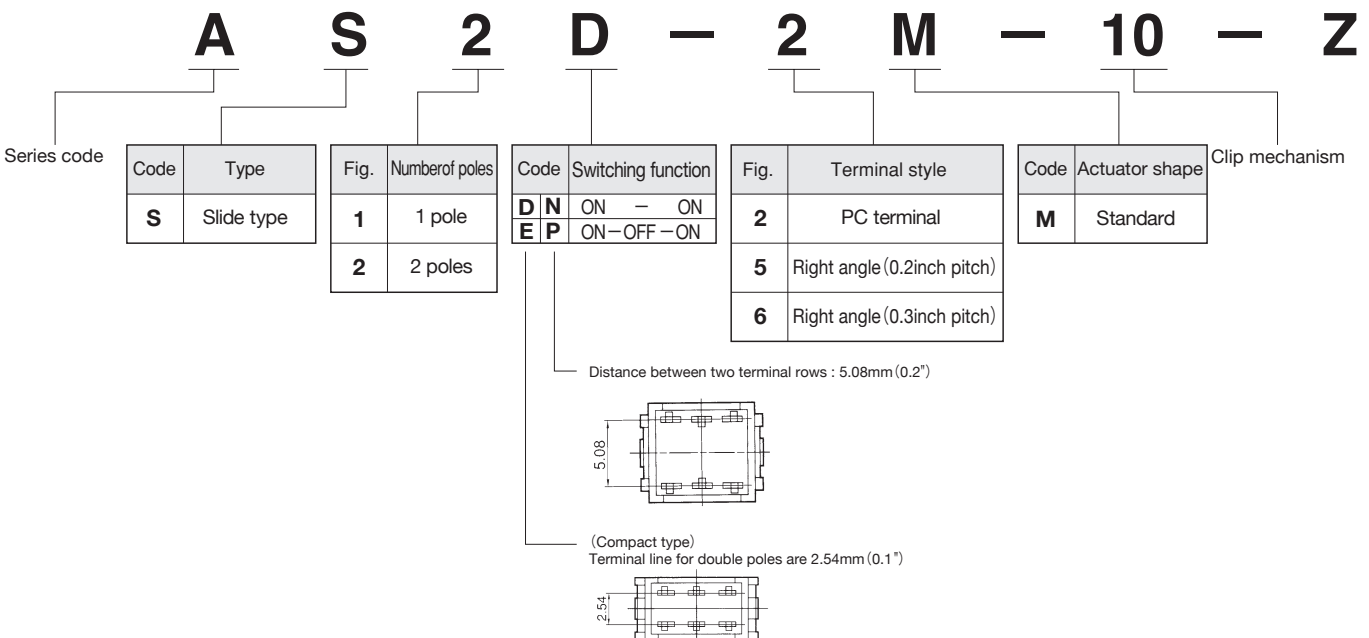 A S 2 D - 2 M - 10 - Z
Series code
Code Type
S Slide type
Fig. Numberof poles
1 1 pole
2 2 poles
Code Switching function
D N ON - ON
E P ON-OFF-ON
Fig. Terminal style
2 PC terminal
5 Right angle(0.2inch pitch)
6 Right angle(0.3inch pitch)
Code Actuator shape
M Standard
Clip mechanism
Distance between two terminal rows : 5.08mm(0.2")
5.08
(Compact type)
Terminal line for double poles are 2.54mm(0.1")
2.54